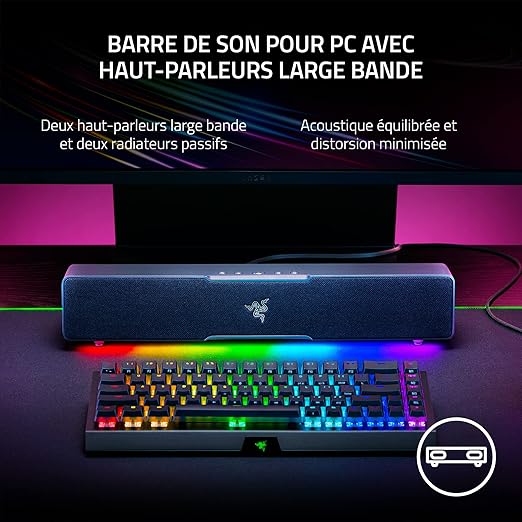 BARRE DE SON POUR PC AVEC
HAUT-PARLEURS LARGE BANDE
Deux haut-parleurs large bande
et deux radiateurs passifs
Acoustique équilibrée et
distorsion minimisée
RAZER